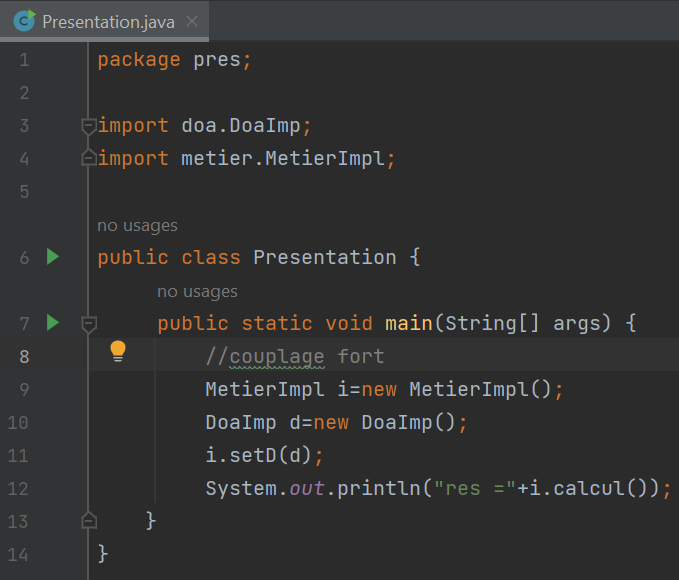 Presentation.java
1 package pres;
2
3 import doa.DoaImp;
4 import metier.MetierImpl;
5
no usages
6 public class Presentation {
no usages
7 public static void main(String[] args) {
8 //couplage fort
9 MetierImpl i=new MetierImpl();
10 DoaImp d=new DoaImp();
11 i.setD(d);
12 System.out.println("res ="+i.calcul());
13 }
14 }